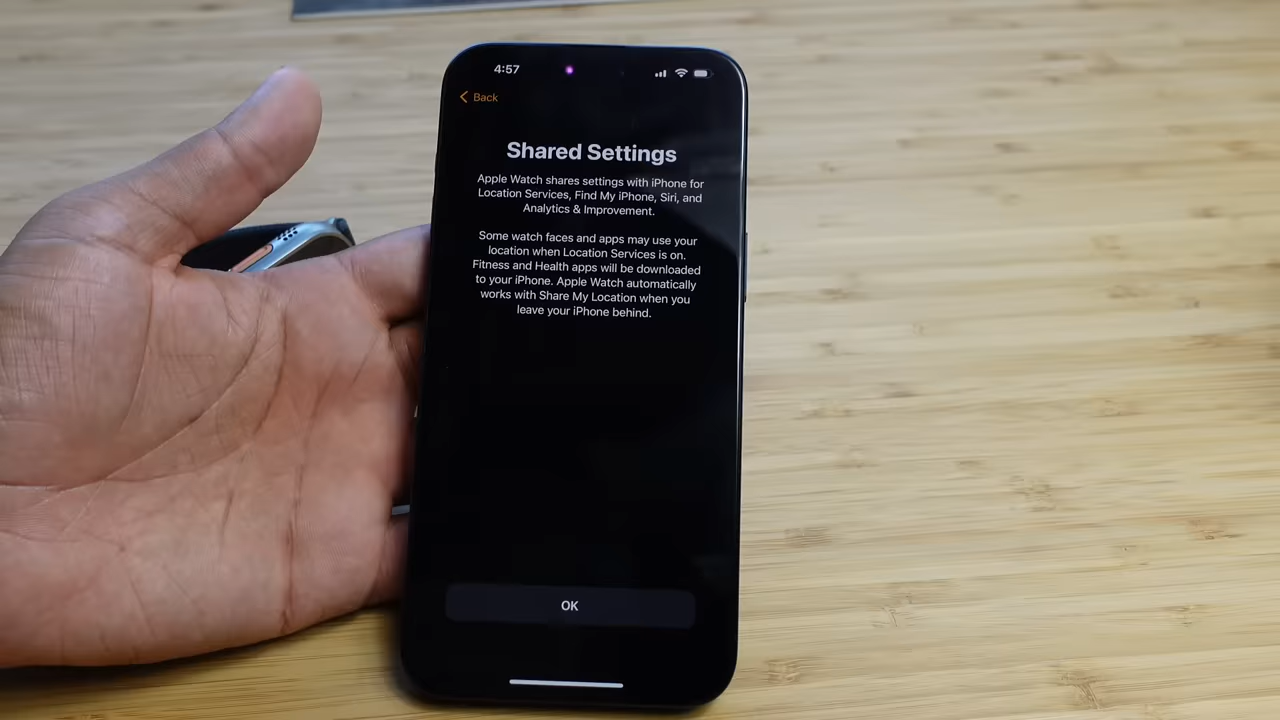 4:57
Back
Shared Settings
Apple Watch shares settings with iPhone for
Location Services, Find My iPhone, Siri, and
Analytics & Improvement.
Some watch faces and apps may use your
location when Location Services is on.
Fitness and Health apps will be downloaded
to your iPhone. Apple Watch automatically
works with Share My Location when you
leave your iPhone behind.
OK